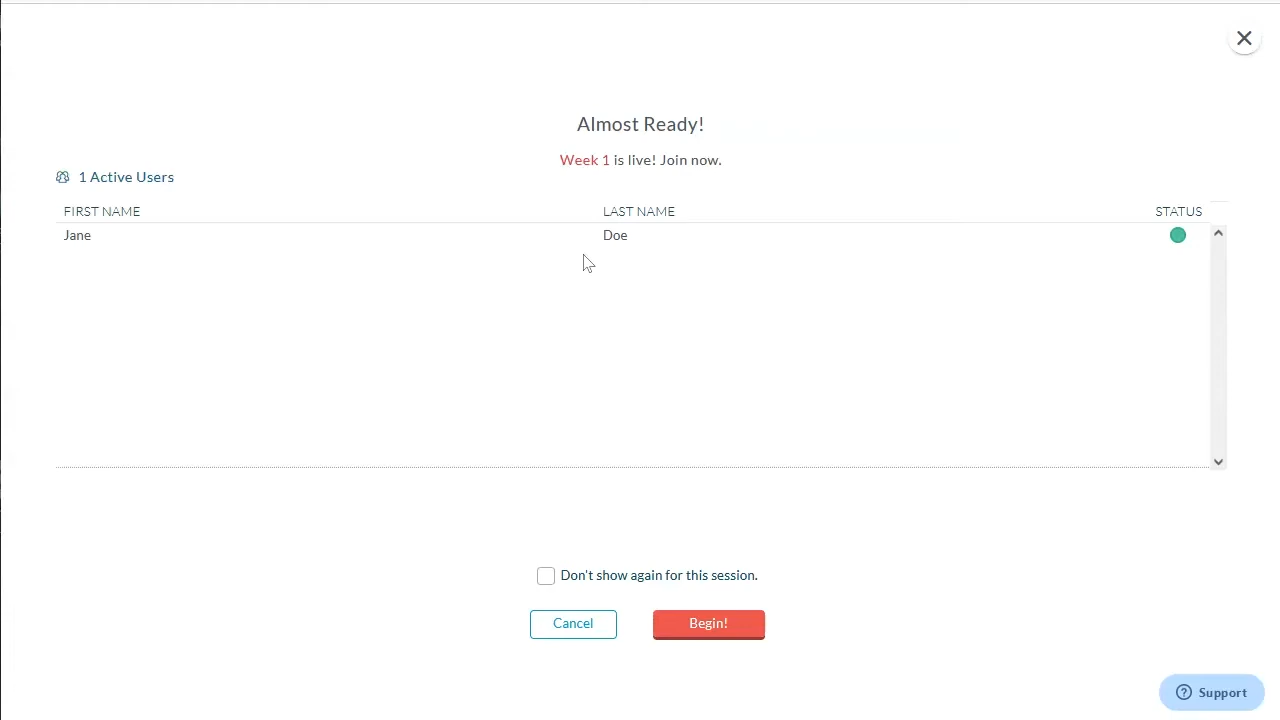 Almost Ready!
Week 1 is live! Join now.
1 Active Users
FIRST NAME LAST NAME STATUS
Jane Doe
Don't show again for this session.
Cancel Begin!
Support